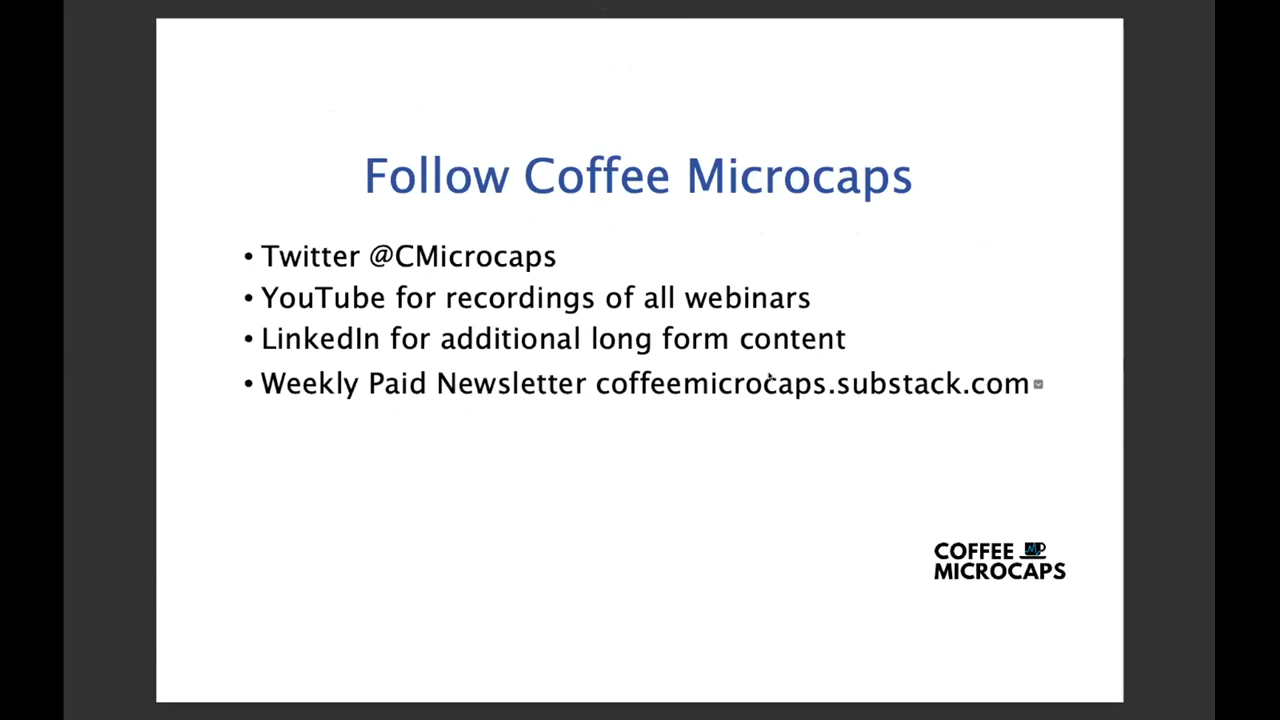 Follow Coffee Microcaps
• Twitter @CMicrocaps
• YouTube for recordings of all webinars
• LinkedIn for additional long form content
• Weekly Paid Newsletter coffeemicrocaps.substack.com
COFFEE
MICROCAPS